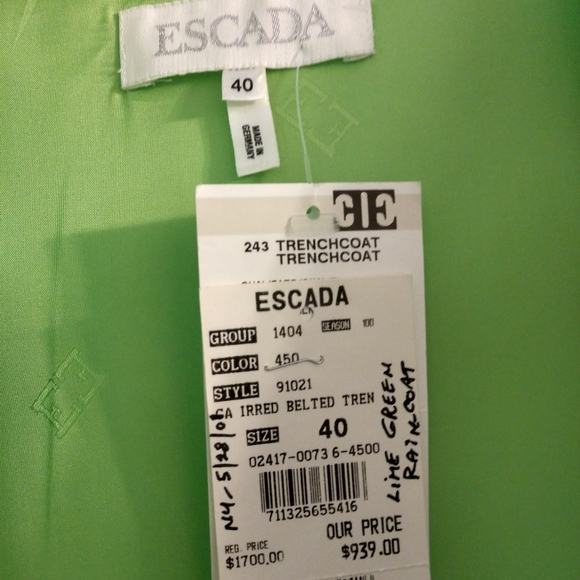 ESCADA
40
MADE IN
GERMANY
243 TRENCHCOAT
TRENCHCOAT
ESCADA
GROUP 1404 SEASON 100
COLOR 450
STYLE 91021
IRRED BELTED TREN
SIZE 40
02417-0073 6-4500
711325655416
OUR PRICE
REG. PRICE
$1700.00 $939.00
LIME GREEN
RAINCOAT
NY-5/28/01